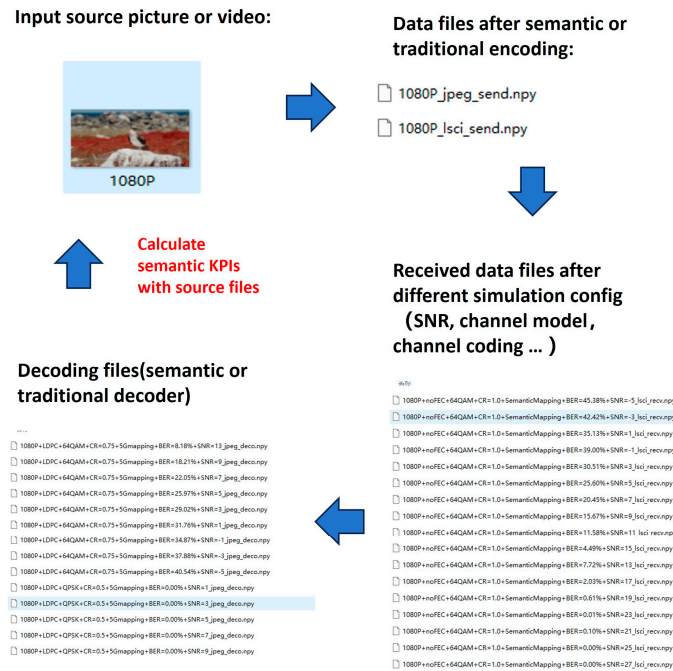 Input source picture or video:
1080P
Data files after semantic or
traditional encoding:
1080P_jpeg_send.npy
1080P_lsci_send.npy
Calculate
semantic KPIs
with source files
Received data files after
different simulation config
（SNR, channel model,
channel coding ... ）
1080P+noFEC+64QAM+CR=1.0+SemanticMapping+BER=45.38%+SNR=-5_lsci_recv.npy
1080P+noFEC+64QAM+CR=1.0+SemanticMapping+BER=42.42%+SNR=-3_lsci_recv.npy
1080P+noFEC+64QAM+CR=1.0+SemanticMapping+BER=35.13%+SNR=1_lsci_recv.npy
1080P+noFEC+64QAM+CR=1.0+SemanticMapping+BER=39.00%+SNR=-1_lsci_recv.npy
1080P+noFEC+64QAM+CR=1.0+SemanticMapping+BER=30.51%+SNR=3_lsci_recv.npy
1080P+noFEC+64QAM+CR=1.0+SemanticMapping+BER=25.60%+SNR=5_lsci_recv.npy
1080P+noFEC+64QAM+CR=1.0+SemanticMapping+BER=20.45%+SNR=7_lsci_recv.npy
1080P+noFEC+64QAM+CR=1.0+SemanticMapping+BER=15.67%+SNR=9_lsci_recv.npy
1080P+noFEC+64QAM+CR=1.0+SemanticMapping+BER=11.58%+SNR=11_lsci_recv.npy
1080P+noFEC+64QAM+CR=1.0+SemanticMapping+BER=4.49%+SNR=15_lsci_recv.npy
1080P+noFEC+64QAM+CR=1.0+SemanticMapping+BER=7.72%+SNR=13_lsci_recv.npy
1080P+noFEC+64QAM+CR=1.0+SemanticMapping+BER=2.03%+SNR=17_lsci_recv.npy
1080P+noFEC+64QAM+CR=1.0+SemanticMapping+BER=0.61%+SNR=19_lsci_recv.npy
1080P+noFEC+64QAM+CR=1.0+SemanticMapping+BER=0.01%+SNR=23_lsci_recv.npy
1080P+noFEC+64QAM+CR=1.0+SemanticMapping+BER=0.10%+SNR=21_lsci_recv.npy
1080P+noFEC+64QAM+CR=1.0+SemanticMapping+BER=0.00%+SNR=25_lsci_recv.npy
1080P+noFEC+64QAM+CR=1.0+SemanticMapping+BER=0.00%+SNR=27_lsci_recv.npy
Decoding files(semantic or
traditional decoder)
1080P+LDPC+64QAM+CR=0.75+5Gmapping+BER=8.18%+SNR=13_jpeg_deco.npy
1080P+LDPC+64QAM+CR=0.75+5Gmapping+BER=18.21%+SNR=9_jpeg_deco.npy
1080P+LDPC+64QAM+CR=0.75+5Gmapping+BER=22.05%+SNR=7_jpeg_deco.npy
1080P+LDPC+64QAM+CR=0.75+5Gmapping+BER=25.97%+SNR=5_jpeg_deco.npy
1080P+LDPC+64QAM+CR=0.75+5Gmapping+BER=29.02%+SNR=3_jpeg_deco.npy
1080P+LDPC+64QAM+CR=0.75+5Gmapping+BER=31.76%+SNR=1_jpeg_deco.npy
1080P+LDPC+64QAM+CR=0.75+5Gmapping+BER=34.87%+SNR=-1_jpeg_deco.npy
1080P+LDPC+64QAM+CR=0.75+5Gmapping+BER=37.88%+SNR=-3_jpeg_deco.npy
1080P+LDPC+64QAM+CR=0.75+5Gmapping+BER=40.54%+SNR=-5_jpeg_deco.npy
1080P+LDPC+QPSK+CR=0.5+5Gmapping+BER=0.00%+SNR=1_jpeg_deco.npy
1080P+LDPC+QPSK+CR=0.5+5Gmapping+BER=0.00%+SNR=3_jpeg_deco.npy
1080P+LDPC+QPSK+CR=0.5+5Gmapping+BER=0.00%+SNR=5_jpeg_deco.npy
1080P+LDPC+QPSK+CR=0.5+5Gmapping+BER=0.00%+SNR=7_jpeg_deco.npy
1080P+LDPC+QPSK+CR=0.5+5Gmapping+BER=0.00%+SNR=9_jpeg_deco.npy